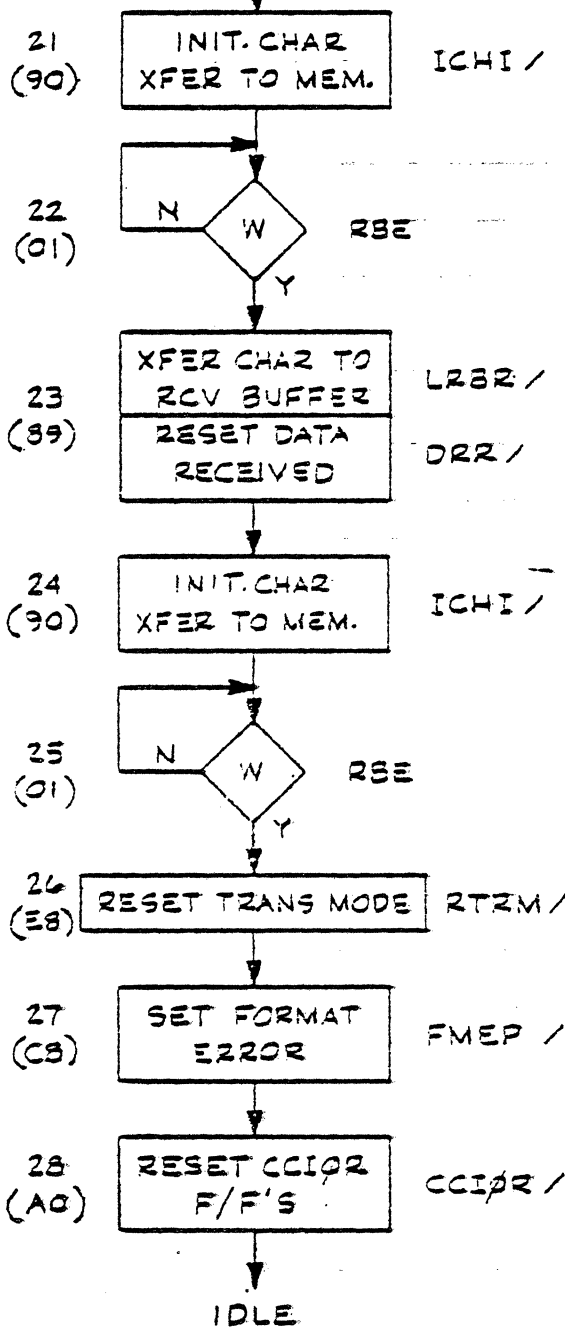 21
(90)
INIT. CHAR
XFER TO MEM.
ICHI /
22
(01)
N
W
Y
RBE
23
(89)
XFER CHAR TO
RCV BUFFER
LRBR /
RESET DATA
RECEIVED
DRR /
24
(90)
INIT. CHAR
XFER TO MEM.
ICHI /
25
(01)
N
W
Y
RBE
26
(E8)
RESET TRANS MODE
RTRM /
27
(C8)
SET FORMAT
ERROR
FMEP /
28
(A0)
RESET CCIØR
F/F'S
CCIØR /
IDLE